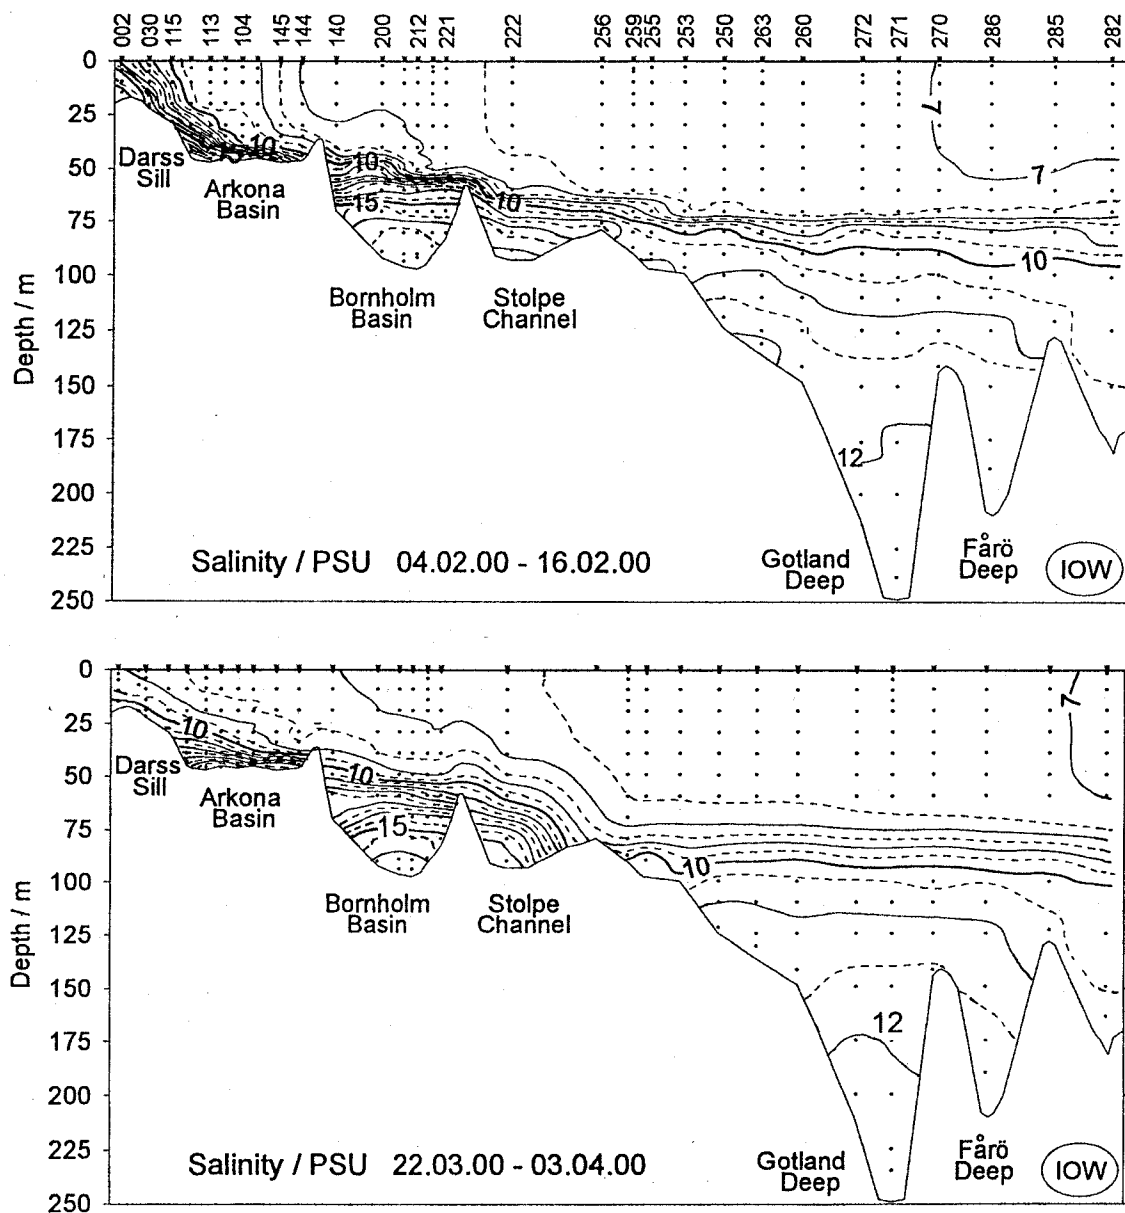 002 030 115 113 104 145 144 140 200 212 221 222 256 259 255 253 250 263 260 272 271 270 286 285 282
0
25
50
75
100
125
150
175
200
225
250
Depth / m
7
7
15 10
10
15
10
10
12
Darss
Sill
Arkona
Basin
Bornholm
Basin
Stolpe
Channel
Gotland
Deep
Fårö
Deep
Salinity / PSU 04.02.00 - 16.02.00
IOW
0
25
50
75
100
125
150
175
200
225
250
Depth / m
7
10
10
15
10
12
Darss
Sill
Arkona
Basin
Bornholm
Basin
Stolpe
Channel
Gotland
Deep
Fårö
Deep
Salinity / PSU 22.03.00 - 03.04.00
IOW